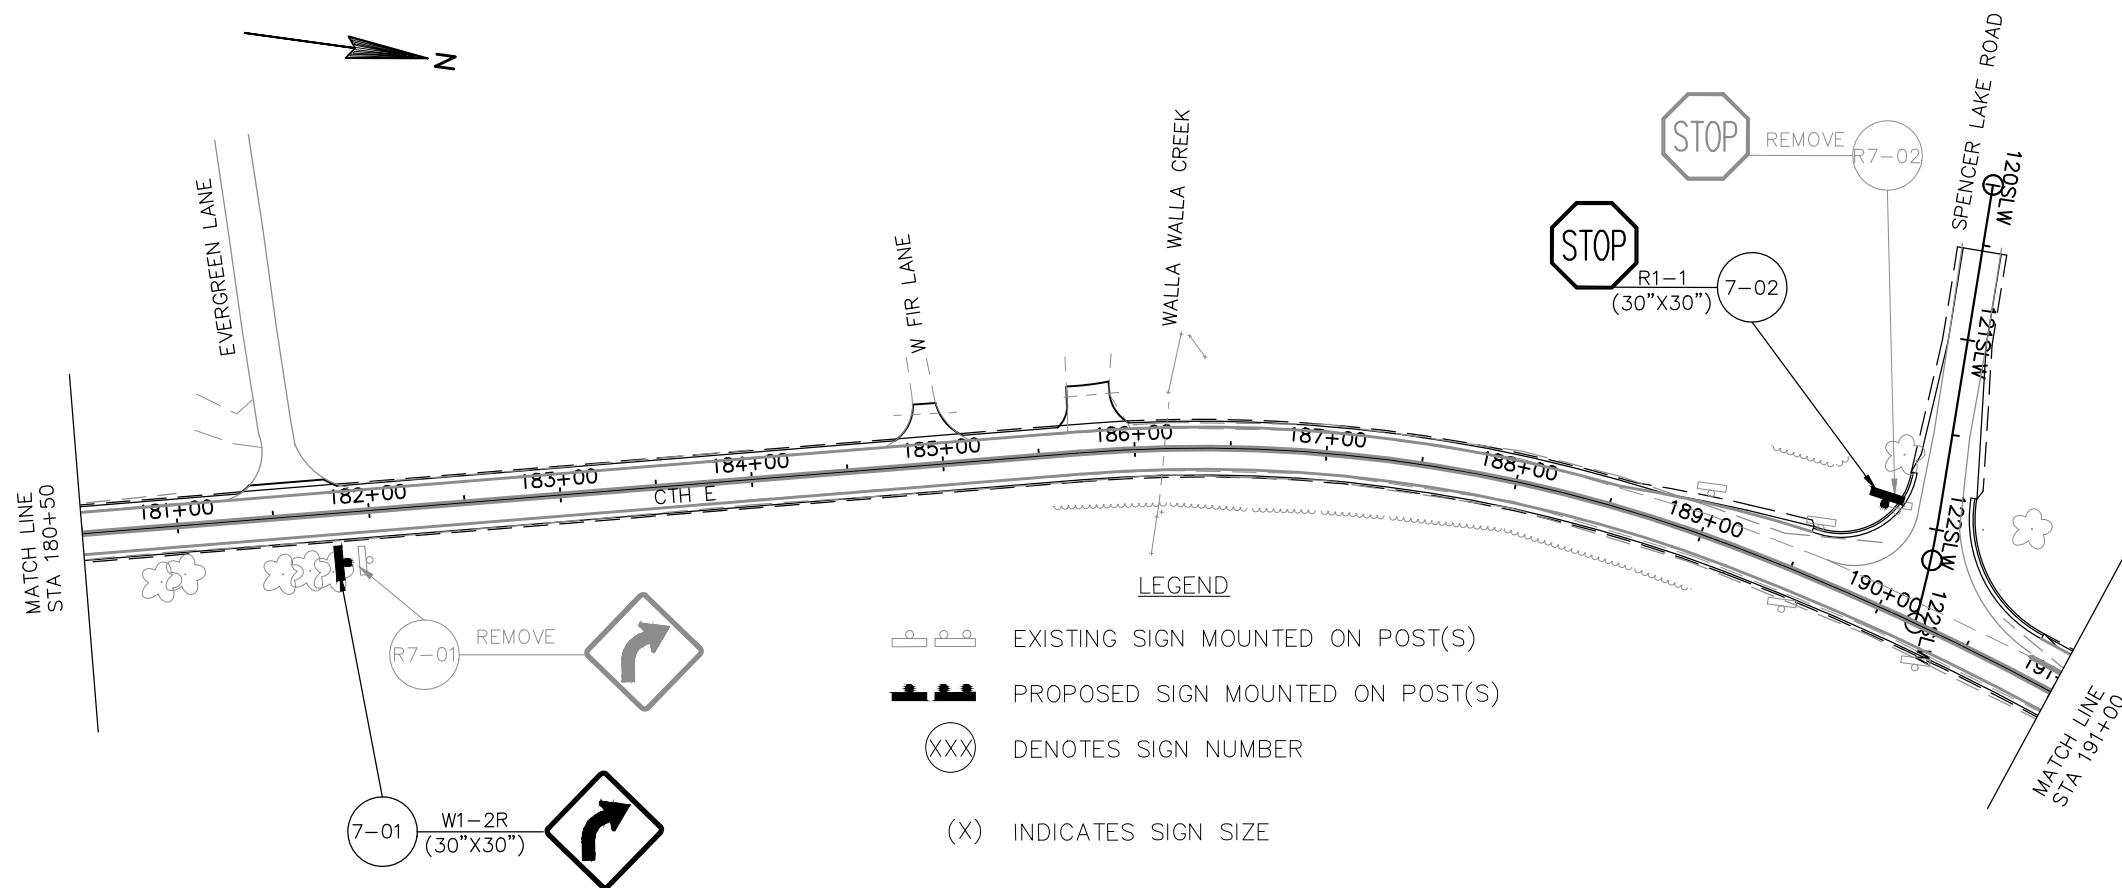 N
EVERGREEN LANE
W FIR LANE
WALLA WALLA CREEK
SPENCER LAKE ROAD
STOP
REMOVE
R7-02
STOP
R1-1
(30"X30")
7-02
120SLW
121SLW
122SLW
MATCH LINE
STA 180+50
181+00
182+00
183+00
184+00
185+00
186+00
187+00
188+00
189+00
190+00
191+
CTH E
MATCH LINE
STA 191+00
R7-01
REMOVE
7-01
W1-2R
(30"X30")
LEGEND
EXISTING SIGN MOUNTED ON POST(S)
PROPOSED SIGN MOUNTED ON POST(S)
XXX DENOTES SIGN NUMBER
(X) INDICATES SIGN SIZE